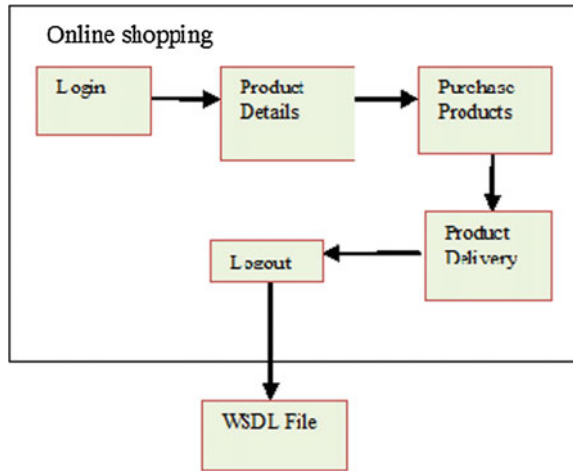 Online shopping
Login
Product
Details
Purchase
Products
Product
Delivery
Logout
WSDL File